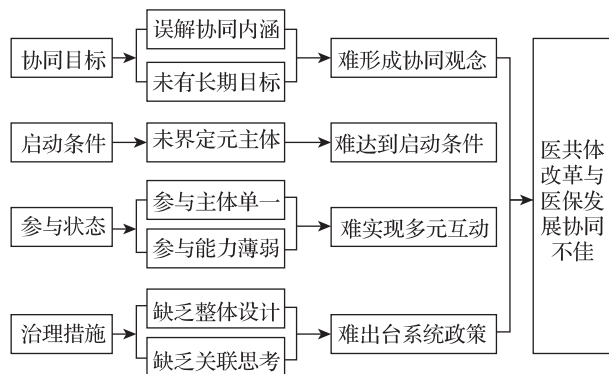 协同目标
误解协同内涵
未有长期目标
难形成协同观念
启动条件
未界定元主体
难达到启动条件
参与状态
参与主体单一
参与能力薄弱
难实现多元互动
治理措施
缺乏整体设计
缺乏关联思考
难出台系统政策
医共体
改革与
医保发
展协同
不佳